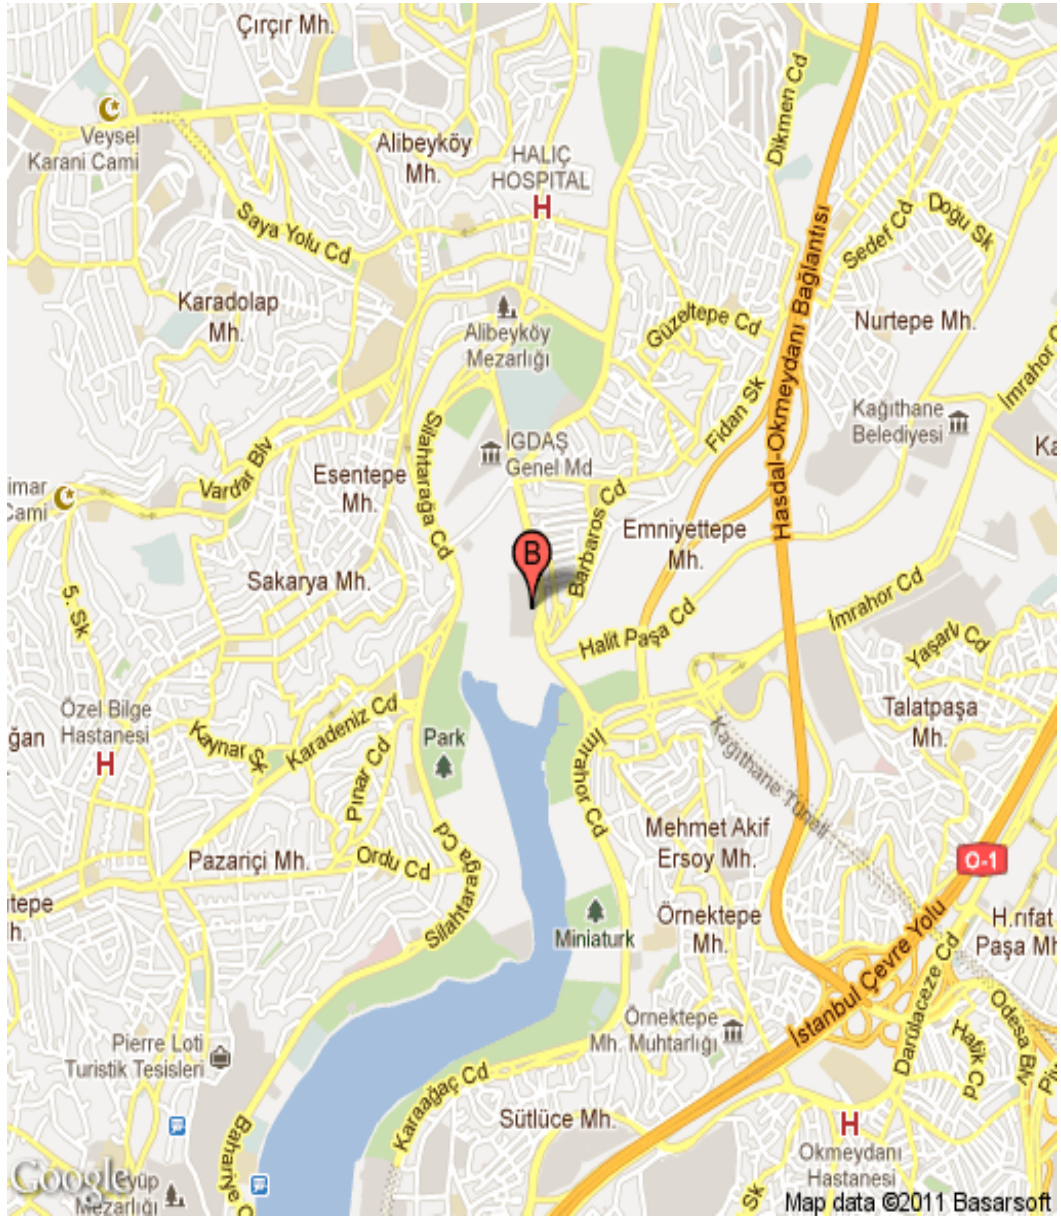 Çırçır Mh.
Dikmen Cd
Veysel
Karani Cami
Alibeyköy
Mh.
HALIÇ
HOSPITAL
H
Saya Yolu Cd
Doğu Sk
Sedef Cd
Hasdal-Okmeydanı Bağlantısı
Karadolap
Mh.
Alibeyköy
Mezarlığı
Güzeltepe Cd
Nurtepe Mh.
İmrahor C
Fidan Sk
Kağıthane
Belediyesi
Silahtarağa Cd
İGDAŞ
Genel Md
Vardar Blv
Esentepe
Mh.
imar
Cami
Barbaros Cd
Emniyettepe
Mh.
B
5. Sk
Sakarya Mh.
Halit Paşa Cd
İmrahor Cd
Yaşarlı Cd
Özel Bilge
Hastanesi
H
ğan
Kaynar Sk
Karadeniz Cd
Park
Pınar Cd
Talatpaşa
Mh.
Kağıthane Tüneli
İmrahor Cd
Mehmet Akif
Ersoy Mh.
Pazariçi Mh.
Ordu Cd
Silahtarağa Cd
O-1
ltepe
h.
Miniaturk
Örnektepe
Mh.
İstanbul Çevre Yolu
H.rıfat
Paşa Mh
Darülaceze Cd
Pierre Loti
Turistik Tesisleri
Örnektepe
Mh. Muhtarlığı
Odesa Blv
Halik Cd
Karaağaç Cd
Sütlüce Mh.
H
Okmeydanı
Hastanesi
Bahariye C
Google
yüp
Mezarlığı
Sk
Map data ©2011 Basarsoft